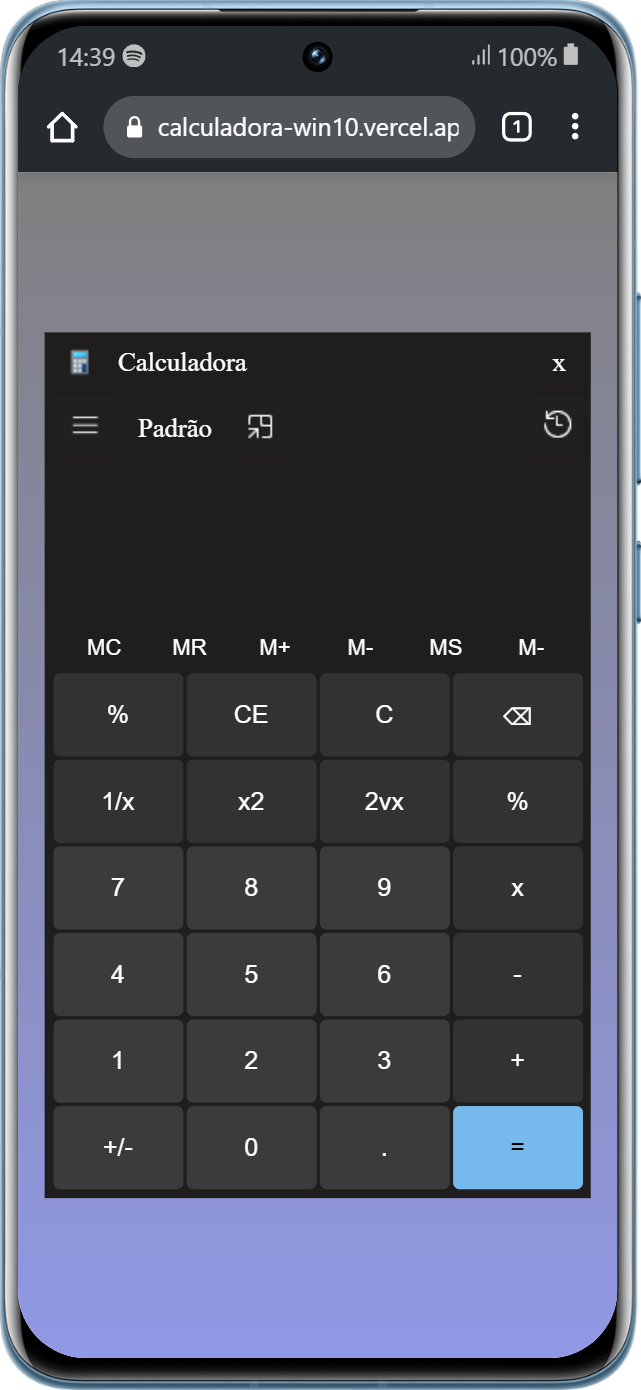 14:39 100%
calculadora-win10.vercel.ap 1
Calculadora x
Padrão
MC MR M+ M- MS M-
% CE C ⌫
1/x x2 2vx %
7 8 9 x
4 5 6 -
1 2 3 +
+/- 0 . =